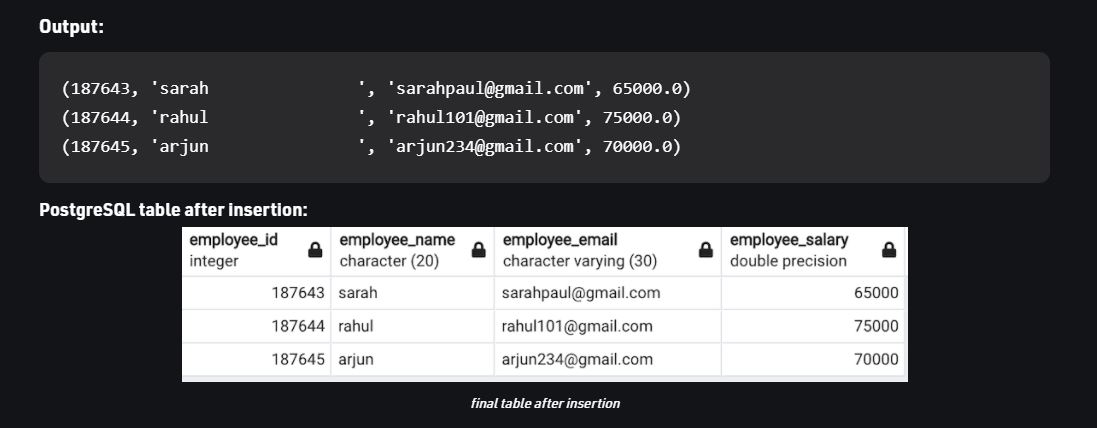 Output:
(187643, 'sarah               ', 'sarahpaul@gmail.com', 65000.0)
(187644, 'rahul               ', 'rahul101@gmail.com', 75000.0)
(187645, 'arjun               ', 'arjun234@gmail.com', 70000.0)
PostgreSQL table after insertion:
employee_id employee_name employee_email employee_salary
integer character (20) character varying (30) double precision
187643 sarah sarahpaul@gmail.com 65000
187644 rahul rahul101@gmail.com 75000
187645 arjun arjun234@gmail.com 70000
final table after insertion